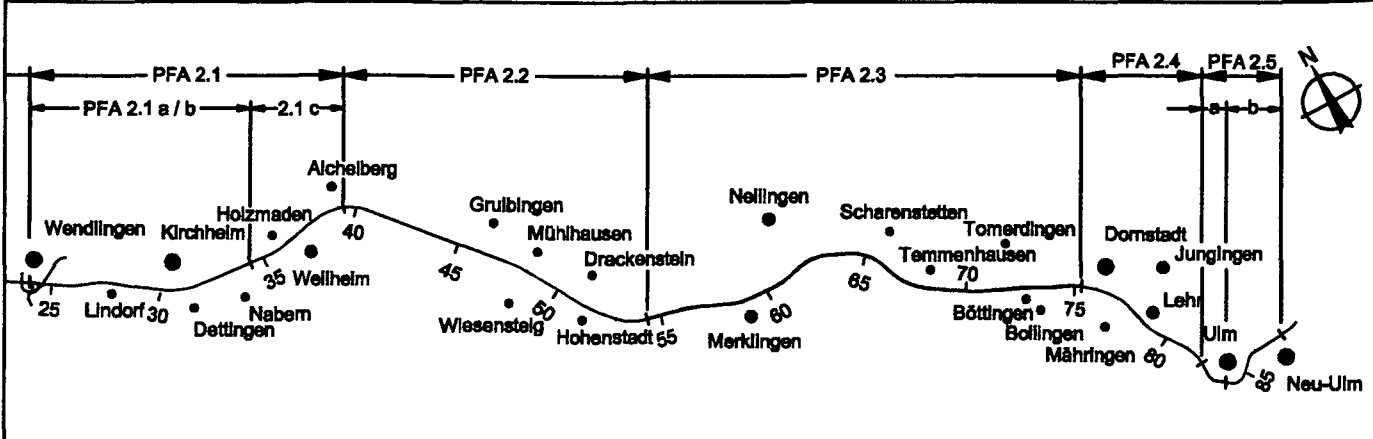 PFA 2.1
PFA 2.2
PFA 2.3
PFA 2.4
PFA 2.5
N
PFA 2.1 a / b
2.1 c
a
b
Aichelberg
Holzmaden
Gruibingen
Nellingen
Scharenstetten
Tomerdingen
Wendlingen
Kirchheim
40
Mühlhausen
Dornstadt
Jungingen
Weilheim
45
Drackenstein
65
Temmenhausen
70
35
25
Lindorf
30
Nabern
Dettingen
Wiesensteig
50
Hohenstadt
55
60
Merklingen
Böttingen
Bollingen
Mähringen
75
Lehr
80
Ulm
85
Neu-Ulm